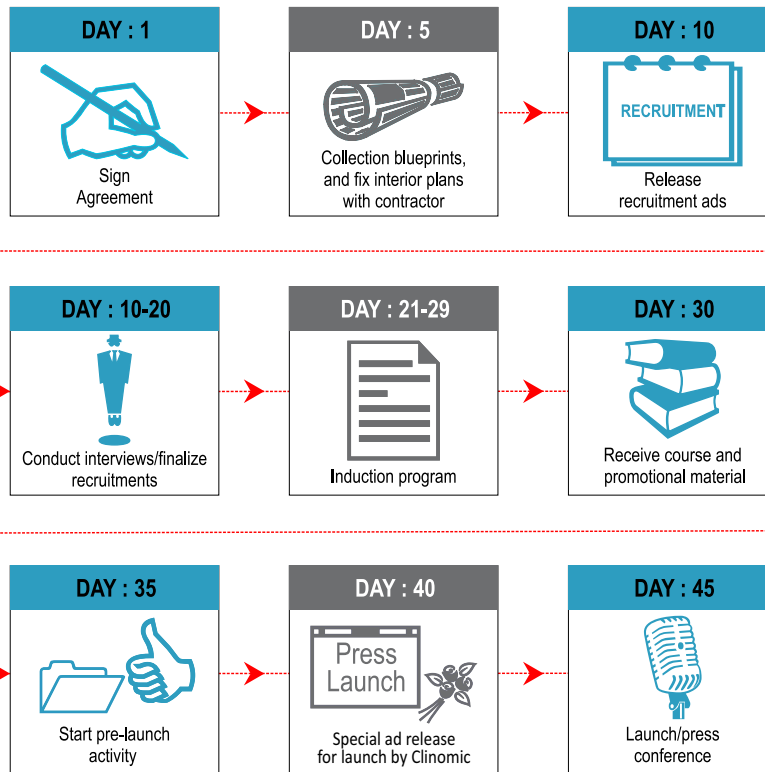 DAY : 1
Sign
Agreement
DAY : 5
Collection blueprints,
and fix interior plans
with contractor
DAY : 10
RECRUITMENT
Release
recruitment ads
DAY : 10-20
Conduct interviews/finalize
recruitments
DAY : 21-29
Induction program
DAY : 30
Receive course and
promotional material
DAY : 35
Start pre-launch
activity
DAY : 40
Press
Launch
Special ad release
for launch by Clinomic
DAY : 45
Launch/press
conference